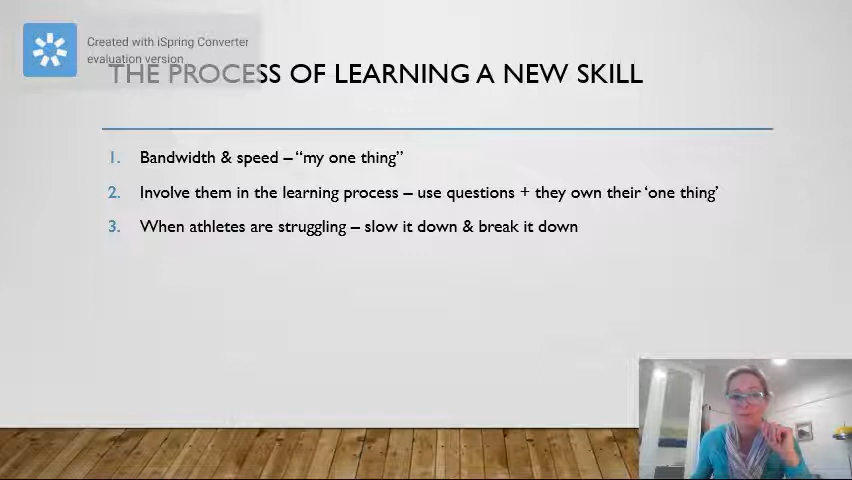 Created with iSpring Converter
evaluation version
THE PROCESS OF LEARNING A NEW SKILL
1. Bandwidth & speed – “my one thing”
2. Involve them in the learning process – use questions + they own their ‘one thing’
3. When athletes are struggling – slow it down & break it down